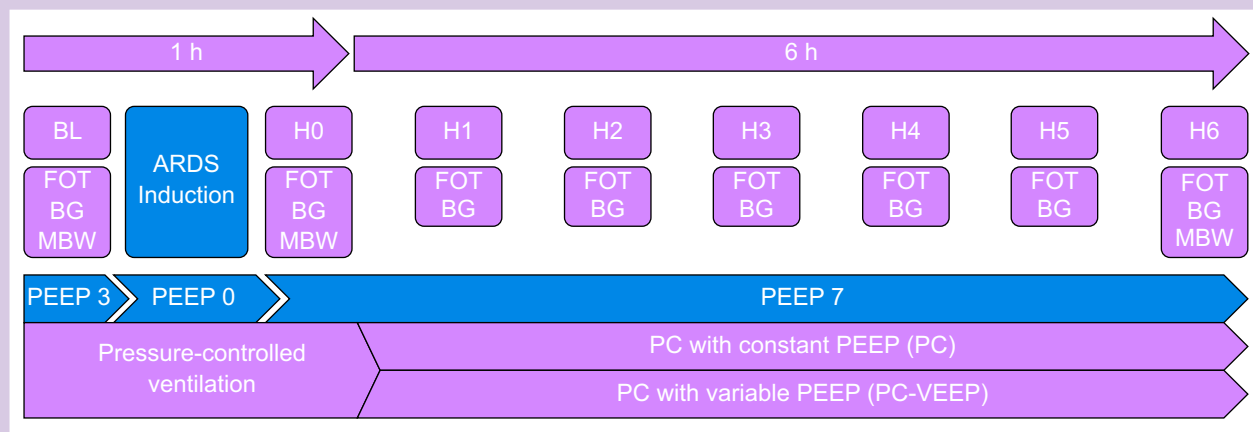 1 h
6 h
BL
ARDS
Induction
H0
H1
H2
H3
H4
H5
H6
FOT
BG
MBW
FOT
BG
MBW
FOT
BG
FOT
BG
FOT
BG
FOT
BG
FOT
BG
FOT
BG
MBW
PEEP 3
PEEP 0
PEEP 7
Pressure-controlled
ventilation
PC with constant PEEP (PC)
PC with variable PEEP (PC-VEEP)